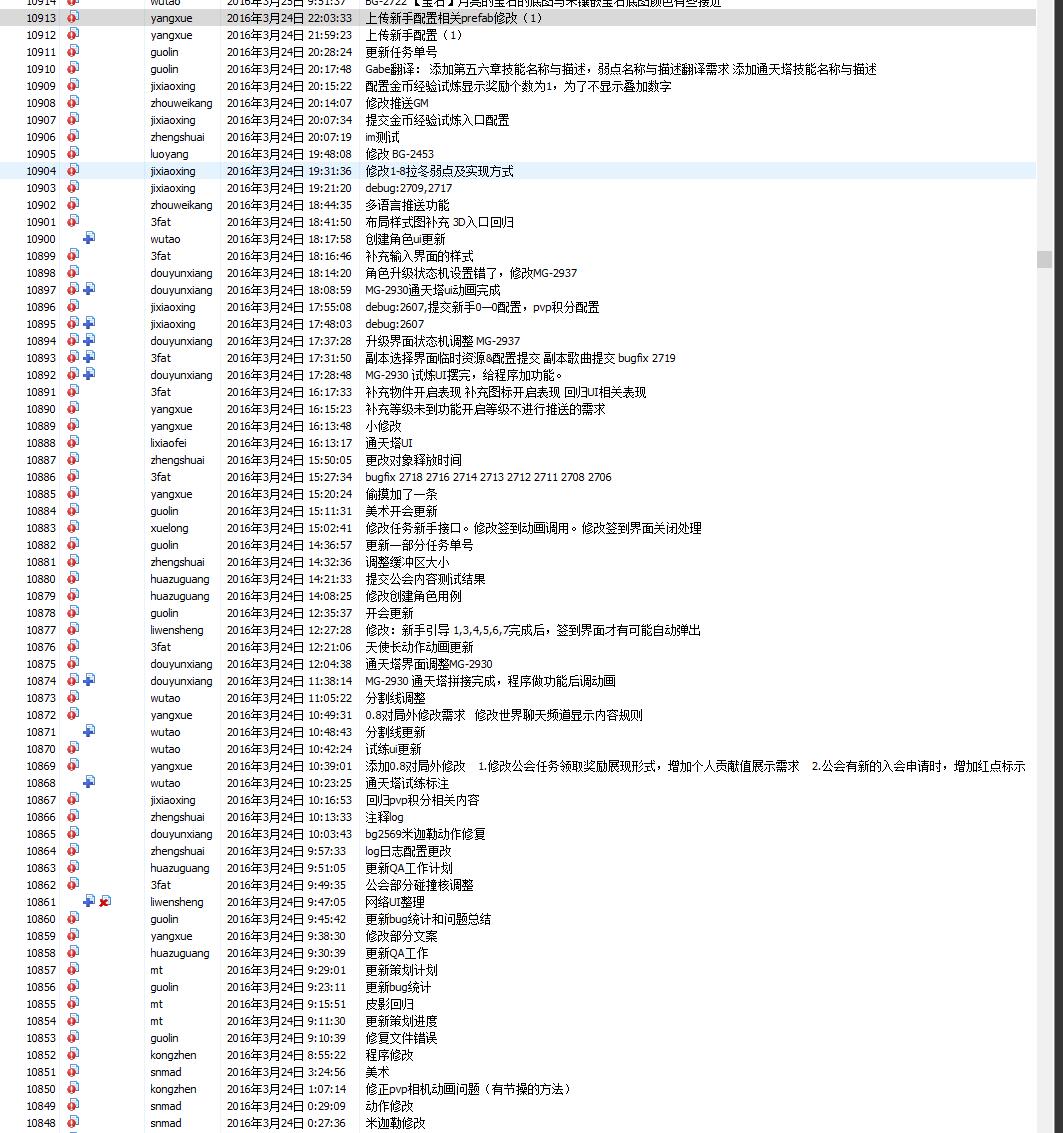 10914 wutao 2016年3月25日 9:51:37 BG-2722【宝石】月亮的宝石的底图与未镶嵌宝石底图颜色有些接近
10913 yangxue 2016年3月24日 22:03:33 上传新手配置相关prefab修改（1）
10912 yangxue 2016年3月24日 21:59:23 上传新手配置（1）
10911 guolin 2016年3月24日 20:28:24 更新任务单号
10910 guolin 2016年3月24日 20:17:48 Gabe翻译： 添加第五六章技能名称与描述，弱点名称与描述翻译需求 添加通天塔技能名称与描述
10909 jixiaoxing 2016年3月24日 20:15:22 配置金币经验试炼显示奖励个数为1，为了不显示叠加数字
10908 zhouweikang 2016年3月24日 20:14:07 修改推送GM
10907 jixiaoxing 2016年3月24日 20:07:34 提交金币经验试炼入口配置
10906 zhengshuai 2016年3月24日 20:07:19 im测试
10905 luoyang 2016年3月24日 19:48:08 修改 BG-2453
10904 jixiaoxing 2016年3月24日 19:31:36 修改1-8拉冬弱点及实现方式
10903 jixiaoxing 2016年3月24日 19:21:20 debug:2709,2717
10902 zhouweikang 2016年3月24日 18:44:35 多语言推送功能
10901 3fat 2016年3月24日 18:41:50 布局样式图补充 3D入口回归
10900 wutao 2016年3月24日 18:17:58 创建角色ui更新
10899 3fat 2016年3月24日 18:16:46 补充输入界面的样式
10898 douyunxiang 2016年3月24日 18:14:20 角色升级状态机设置错了，修改MG-2937
10897 douyunxiang 2016年3月24日 18:08:59 MG-2930通天塔ui动画完成
10896 jixiaoxing 2016年3月24日 17:55:08 debug:2607,提交新手0—0配置，pvp积分配置
10895 jixiaoxing 2016年3月24日 17:48:03 debug:2607
10894 douyunxiang 2016年3月24日 17:37:28 升级界面状态机调整 MG-2937
10893 3fat 2016年3月24日 17:31:50 副本选择界面临时资源&配置提交 副本歌曲提交 bugfix 2719
10892 douyunxiang 2016年3月24日 17:28:48 MG-2930 试炼UI摆完，给程序加功能。
10891 3fat 2016年3月24日 16:17:33 补充物件开启表现 补充图标开启表现 回归UI相关表现
10890 yangxue 2016年3月24日 16:15:23 补充等级未到功能开启等级不进行推送的需求
10889 yangxue 2016年3月24日 16:13:48 小修改
10888 lixiaofei 2016年3月24日 16:13:17 通天塔UI
10887 zhengshuai 2016年3月24日 15:50:05 更改对象释放时间
10886 3fat 2016年3月24日 15:27:34 bugfix 2718 2716 2714 2713 2712 2711 2708 2706
10885 yangxue 2016年3月24日 15:20:24 偷摸加了一条
10884 guolin 2016年3月24日 15:11:31 美术开会更新
10883 xuelong 2016年3月24日 15:02:41 修改任务新手接口。修改签到动画调用。修改签到界面关闭处理
10882 guolin 2016年3月24日 14:36:57 更新一部分任务单号
10881 zhengshuai 2016年3月24日 14:32:36 调整缓冲区大小
10880 huazuguang 2016年3月24日 14:21:33 提交公会内容测试结果
10879 huazuguang 2016年3月24日 14:08:25 修改创建角色用例
10878 guolin 2016年3月24日 12:35:37 开会更新
10877 liwensheng 2016年3月24日 12:27:28 修改：新手引导 1,3,4,5,6,7完成后，签到界面才有可能自动弹出
10876 3fat 2016年3月24日 12:21:06 天使长动作动画更新
10875 douyunxiang 2016年3月24日 12:04:38 通天塔界面调整MG-2930
10874 douyunxiang 2016年3月24日 11:38:14 MG-2930 通天塔拼接完成，程序做功能后调动画
10873 wutao 2016年3月24日 11:05:22 分割线调整
10872 yangxue 2016年3月24日 10:49:31 0.8对局外修改需求 修改世界聊天频道显示内容规则
10871 wutao 2016年3月24日 10:48:43 分割线更新
10870 wutao 2016年3月24日 10:42:24 试练ui更新
10869 yangxue 2016年3月24日 10:39:01 添加0.8对局外修改 1.修改公会任务领取奖励展现形式，增加个人贡献值展示需求 2.公会有新的入会申请时，增加红点标示
10868 wutao 2016年3月24日 10:23:25 通天塔试练标注
10867 jixiaoxing 2016年3月24日 10:16:53 回归pvp积分相关内容
10866 zhengshuai 2016年3月24日 10:13:33 注释log
10865 douyunxiang 2016年3月24日 10:03:43 bg2569米迦勒动作修复
10864 zhengshuai 2016年3月24日 9:57:33 log日志配置更改
10863 huazuguang 2016年3月24日 9:51:05 更新QA工作计划
10862 3fat 2016年3月24日 9:49:35 公会部分碰撞核调整
10861 liwensheng 2016年3月24日 9:47:05 网络UI整理
10860 guolin 2016年3月24日 9:45:42 更新bug统计和问题总结
10859 yangxue 2016年3月24日 9:38:30 修改部分文案
10858 huazuguang 2016年3月24日 9:30:39 更新QA工作
10857 mt 2016年3月24日 9:29:01 更新策划计划
10856 guolin 2016年3月24日 9:23:11 更新bug统计
10855 mt 2016年3月24日 9:15:51 皮影回归
10854 mt 2016年3月24日 9:11:30 更新策划进度
10853 guolin 2016年3月24日 9:10:39 修复文件错误
10852 kongzhen 2016年3月24日 8:55:22 程序修改
10851 snmad 2016年3月24日 3:24:56 美术
10850 kongzhen 2016年3月24日 1:07:14 修正pvp相机动画问题（有节操的方法）
10849 snmad 2016年3月24日 0:29:09 动作修改
10848 snmad 2016年3月24日 0:27:36 米迦勒修改